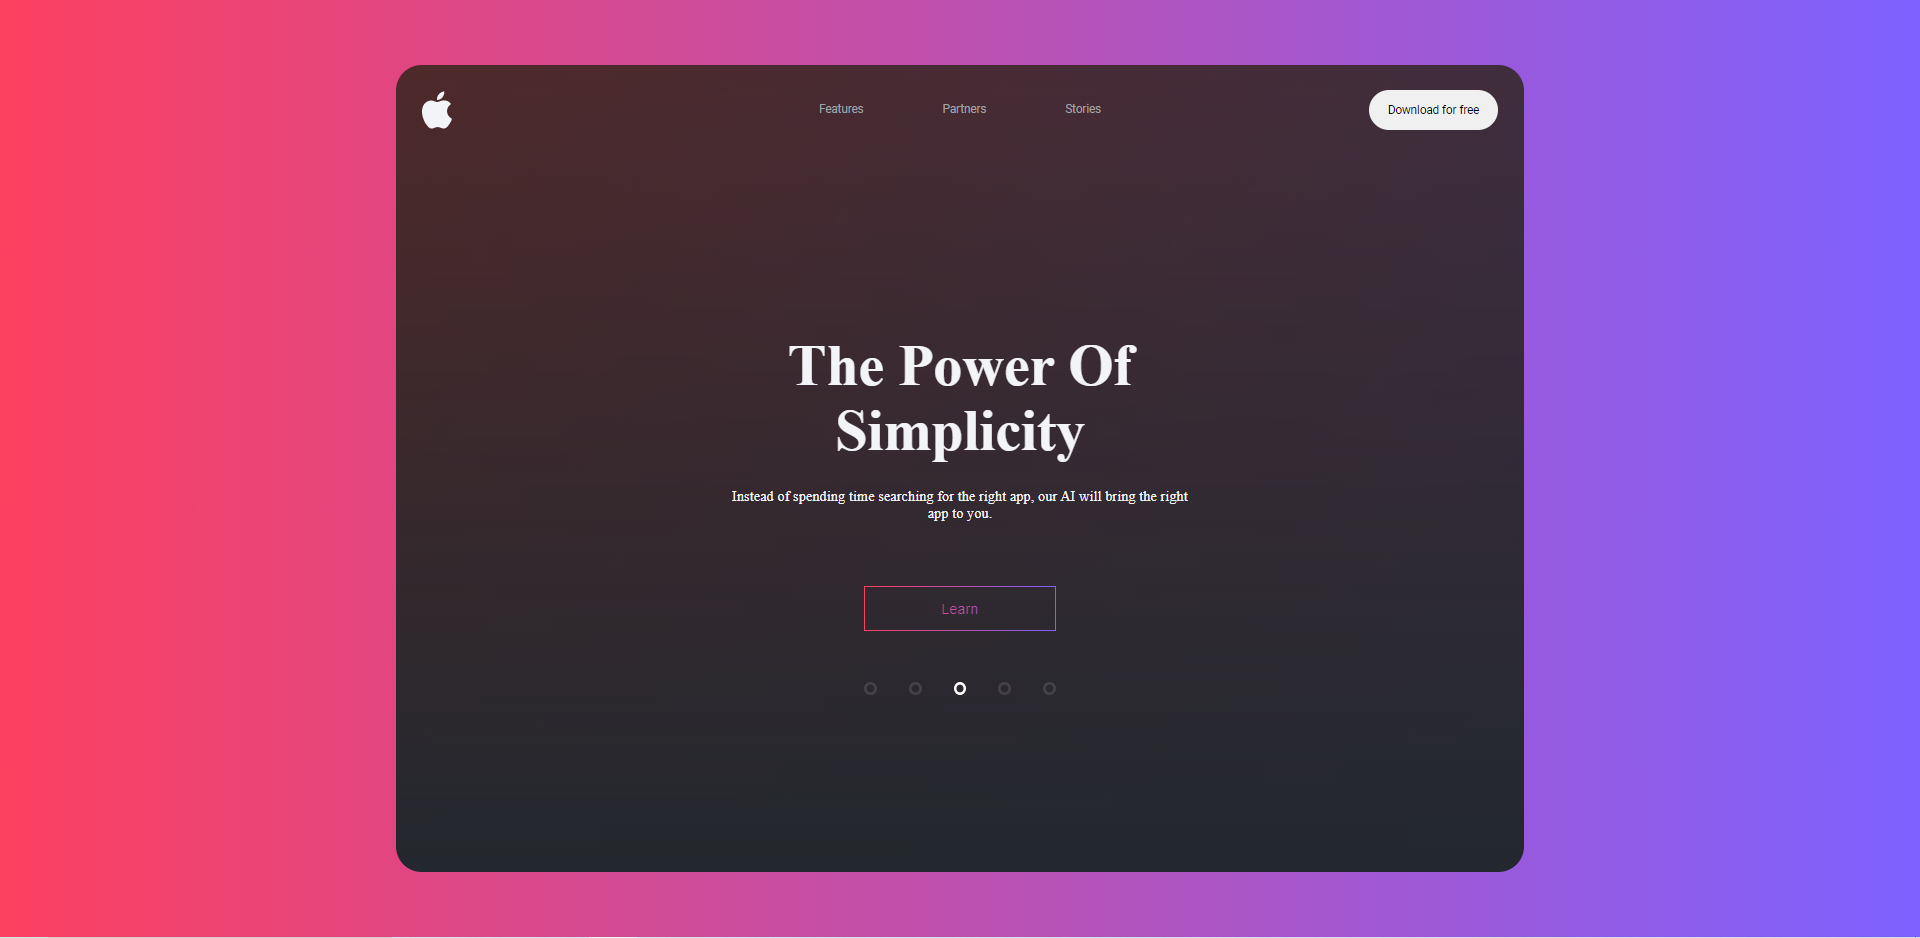 Features
Partners
Stories
Download for free
The Power Of
Simplicity
Instead of spending time searching for the right app, our AI will bring the right
app to you.
Learn